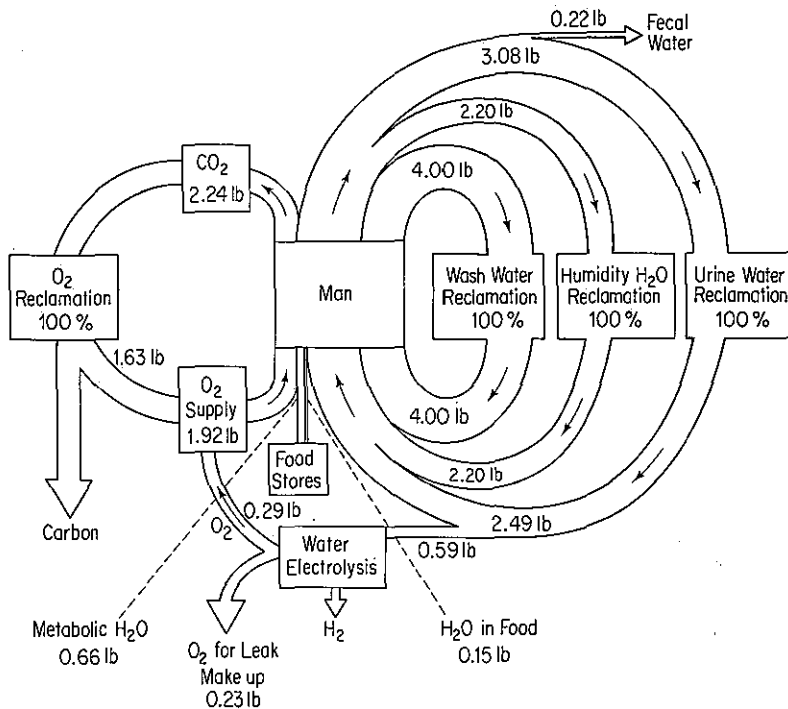 0.22 lb
Fecal
Water
3.08 lb
2.20 lb
4.00 lb
CO₂
2.24 lb
O₂
Reclamation
100 %
Man
Wash Water
Reclamation
100 %
Humidity H₂O
Reclamation
100 %
Urine Water
Reclamation
100 %
1.63 lb
O₂
Supply
1.92 lb
4.00 lb
2.20 lb
Food
Stores
2.49 lb
0.29 lb
O₂
Carbon
Water
Electrolysis
0.59 lb
Metabolic H₂O
0.66 lb
O₂ for Leak
Make up
0.23 lb
H₂
H₂O in Food
0.15 lb